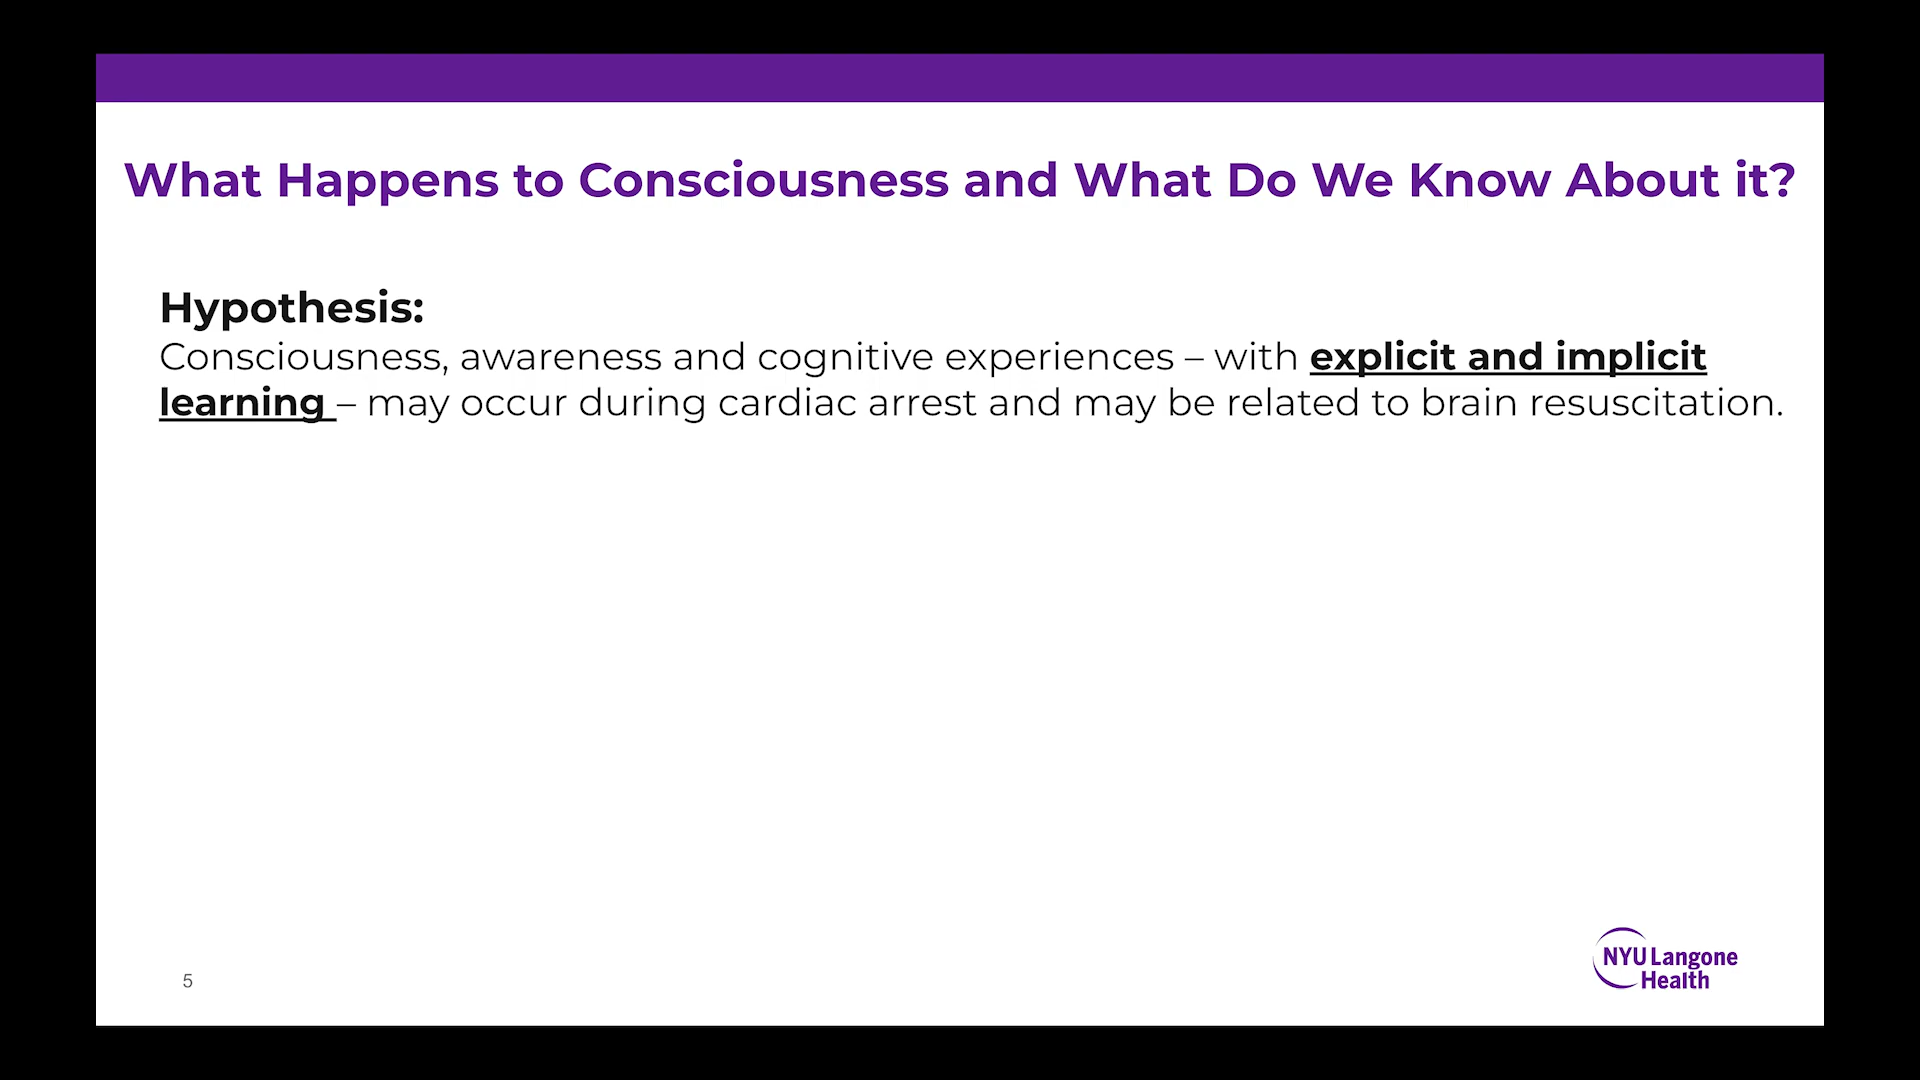 What Happens to Consciousness and What Do We Know About it?
Hypothesis:
Consciousness, awareness and cognitive experiences – with explicit and implicit
learning – may occur during cardiac arrest and may be related to brain resuscitation.
5
NYU Langone
Health